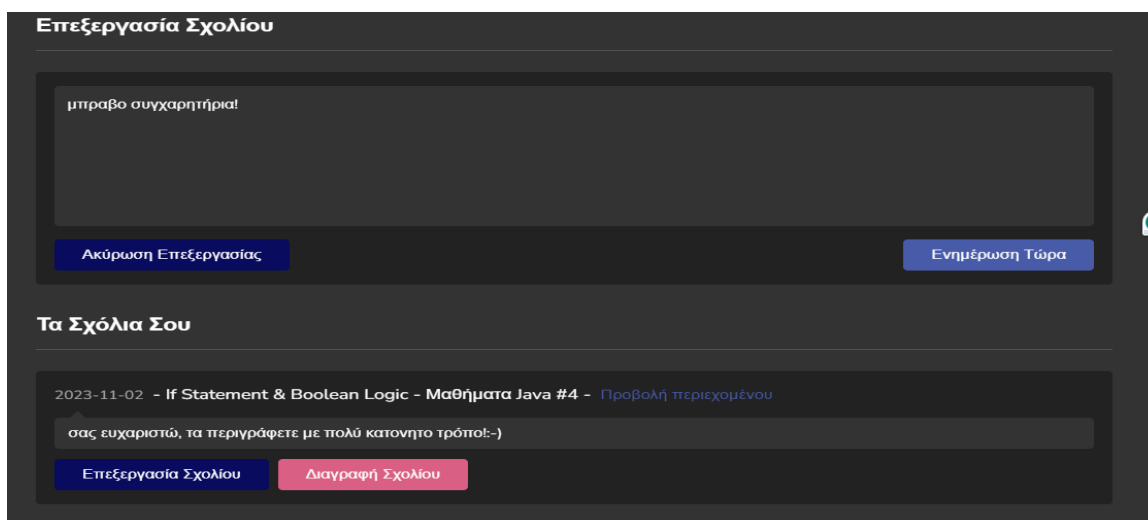 Επεξεργασία Σχολίου
μπραβο συγχαρητήρια!
Ακύρωση Επεξεργασίας Ενημέρωση Τώρα
Τα Σχόλια Σου
2023-11-02 - If Statement & Boolean Logic - Μαθήματα Java #4 - Προβολή περιεχομένου
σας ευχαριστώ, τα περιγράφετε με πολύ κατονητο τρόπο!:-)
Επεξεργασία Σχολίου Διαγραφή Σχολίου